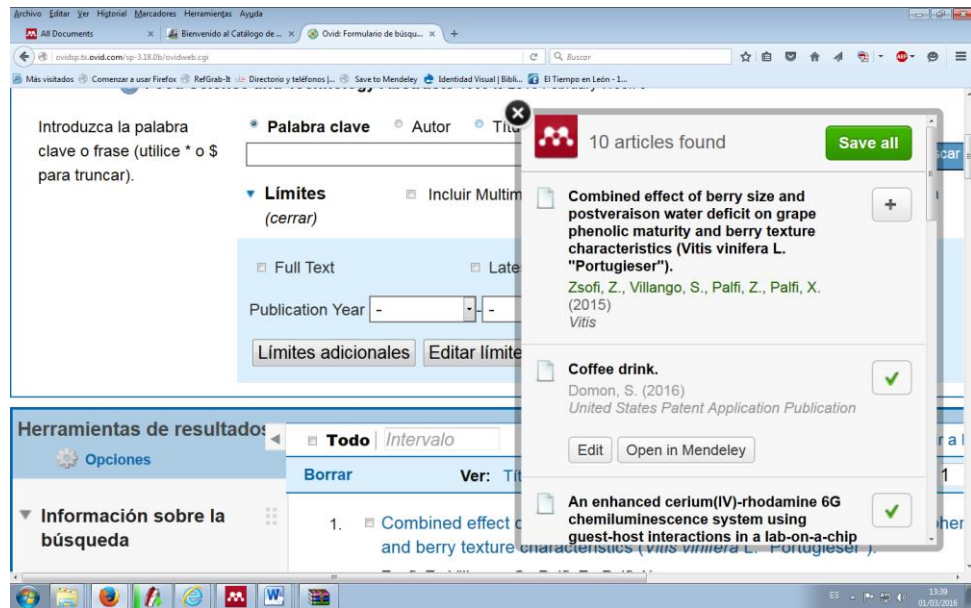 Archivo Editar Ver Historial Marcadores Herramientas Ayuda
All Documents × Bienvenido al Catálogo de ... × Ovid: Formulario de búsqu... × +
ovidsp.tx.ovid.com/sp-3.18.0b/ovidweb.cgi
Buscar
Más visitados Comenzar a usar Firefox RefGrab-It Directorio y teléfonos |... Save to Mendeley Identidad Visual | Bibli... El Tiempo en León - 1...
Introduzca la palabra
clave o frase (utilice * o $
para truncar).
Palabra clave Autor Títu
Límites
(cerrar)
Incluir Multim
Full Text Late
Publication Year - - -
Límites adicionales Editar límite
car
10 articles found
Save all
Combined effect of berry size and
postveraison water deficit on grape
phenolic maturity and berry texture
characteristics (Vitis vinifera L.
"Portugieser").
Zsofi, Z., Villango, S., Palfi, Z., Palfi, X.
(2015)
Vitis
Coffee drink.
Domon, S. (2016)
United States Patent Application Publication
Edit Open in Mendeley
An enhanced cerium(IV)-rhodamine 6G
chemiluminescence system using
guest-host interactions in a lab-on-a-chip
Herramientas de resultados
Opciones
Todo Intervalo
r a l
Borrar Ver: Tít
1
Información sobre la
búsqueda
1. Combined effect o
phen
and berry texture characteristics (Vitis vinifera L. "Portugieser").
ES
13:39
01/03/2016